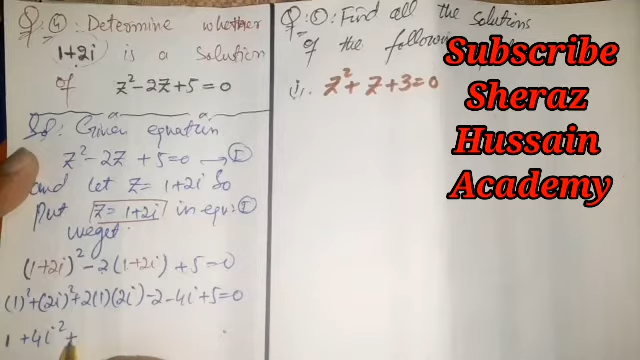 Q:④: Determine whether
1+2i is a solution
of z²-2z+5=0
Sol: Given equation
z²-2z+5=0 → Ⓘ
and let z=1+2i So
Put z=1+2i in equ:Ⓘ
we get.
(1+2i)²-2(1+2i)+5=0
(1)²+(2i)²+2(1)(2i)-2-4i+5=0
1+4i²+
Q:⑤: Find all the solutions
of the following
i). z²+z+3=0
Subscribe
Sheraz
Hussain
Academy